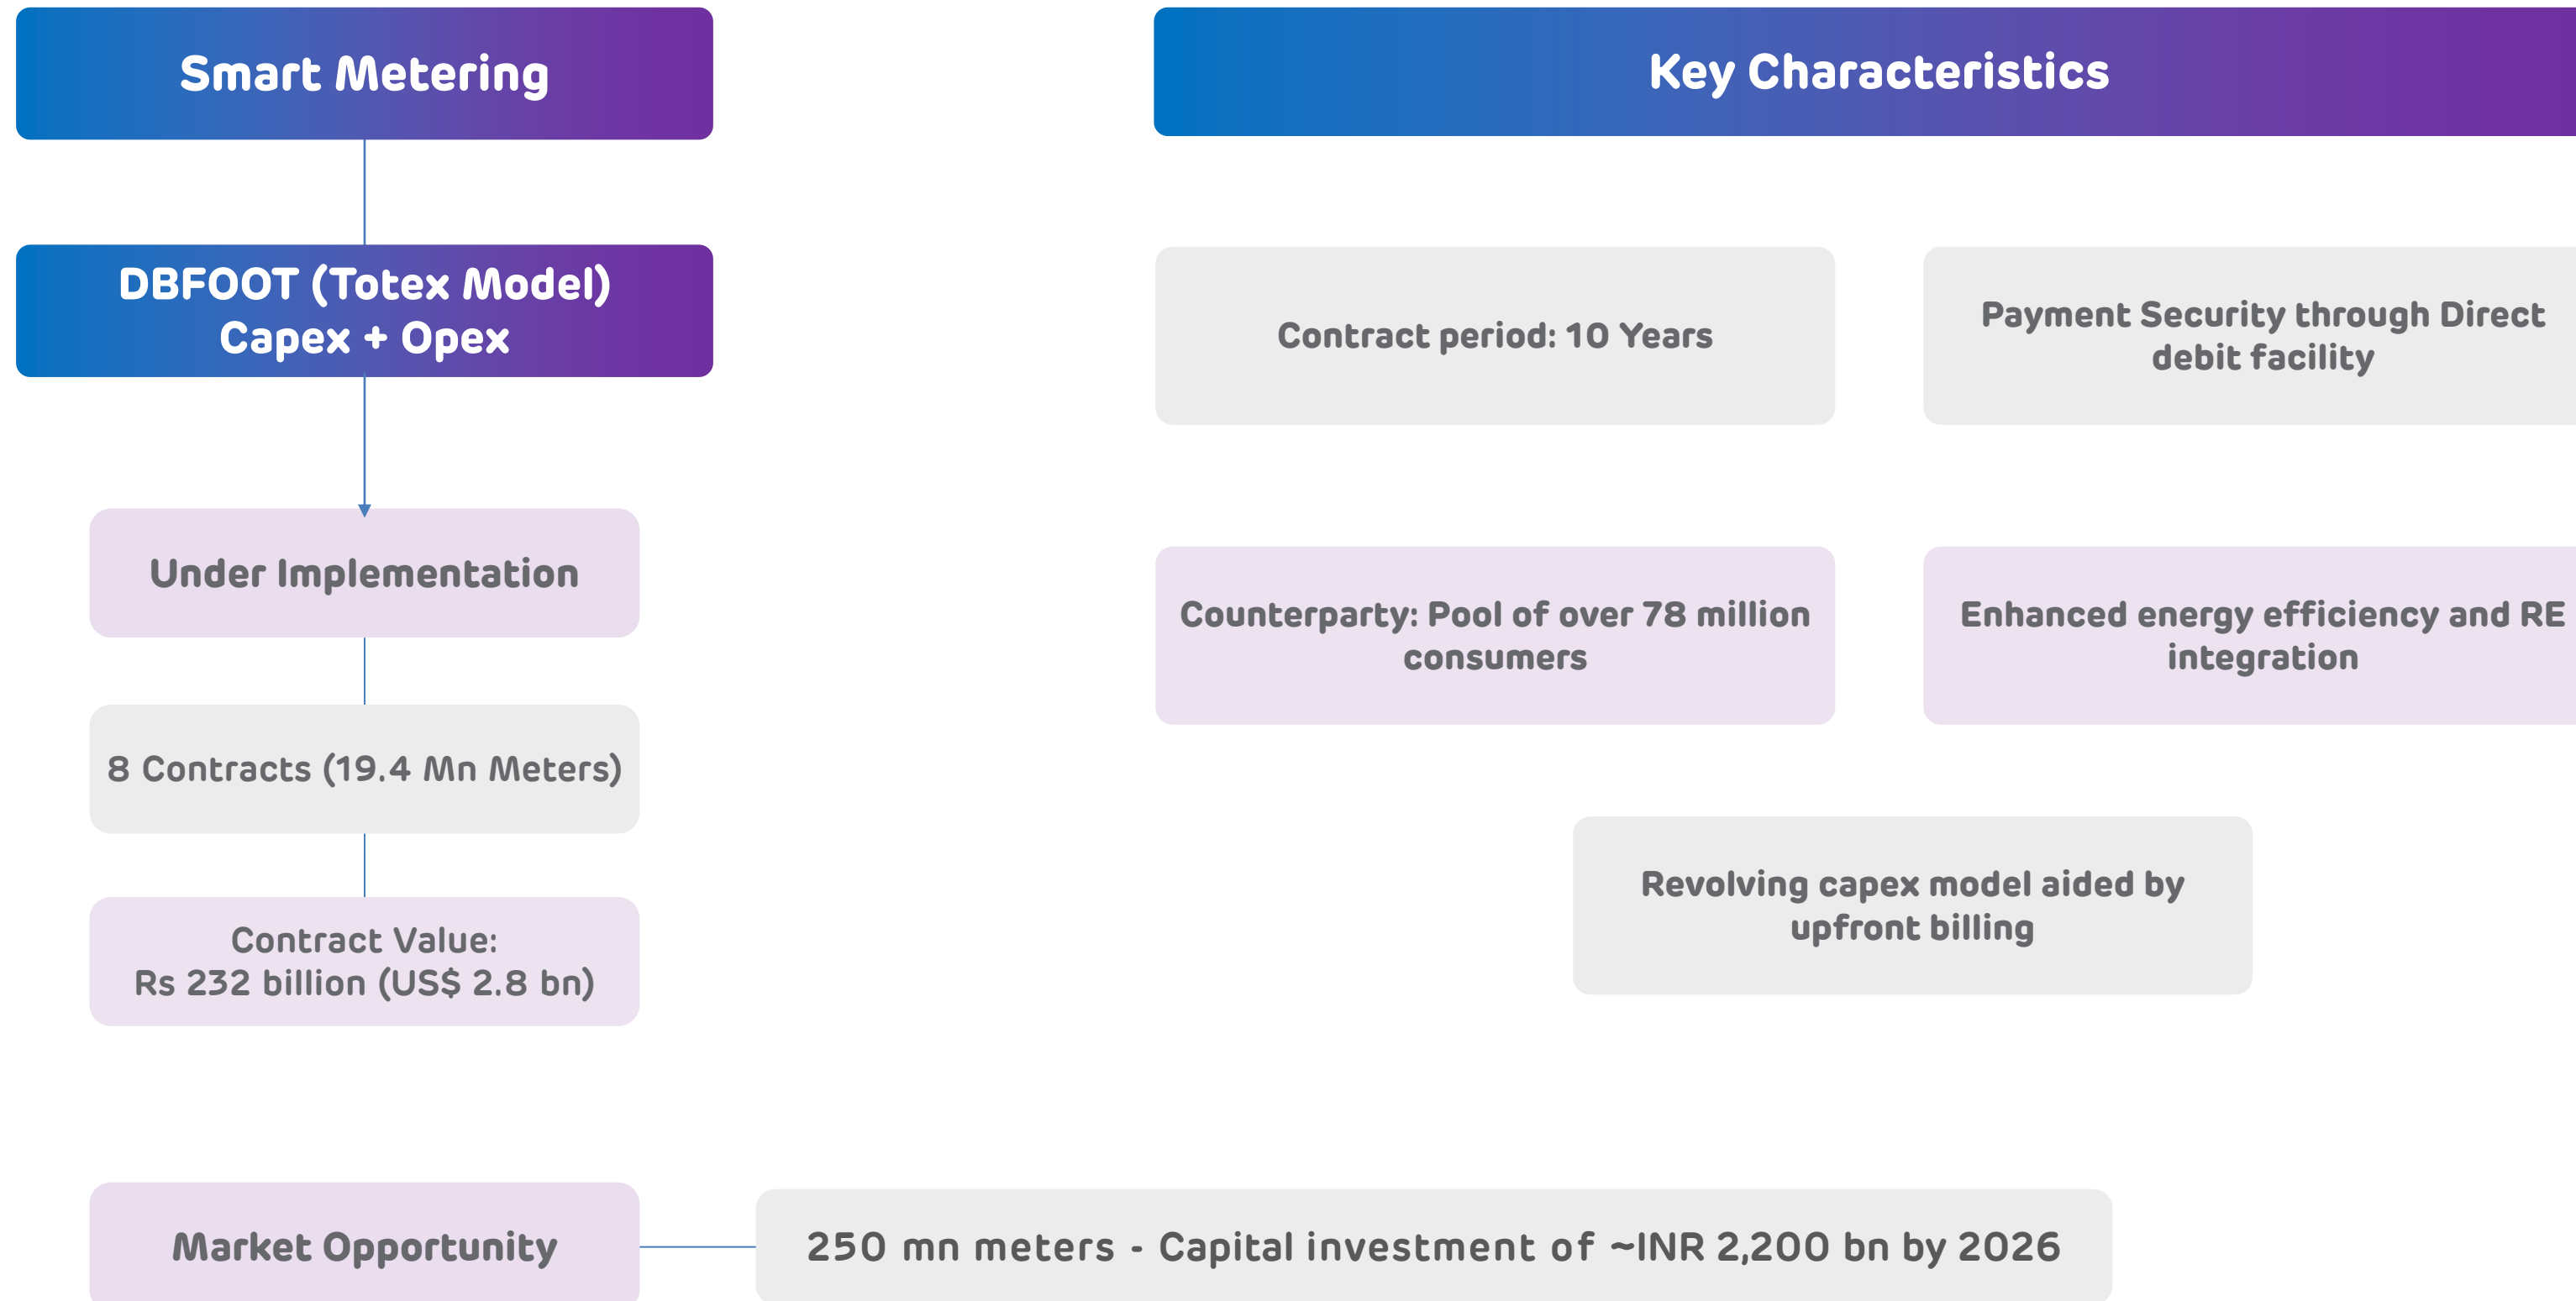 Smart Metering
DBFOOT (Totex Model)
Capex + Opex
Under Implementation
8 Contracts (19.4 Mn Meters)
Contract Value:
Rs 232 billion (US$ 2.8 bn)
Key Characteristics
Contract period: 10 Years
Payment Security through Direct
debit facility
Counterparty: Pool of over 78 million
consumers
Enhanced energy efficiency and RE
integration
Revolving capex model aided by
upfront billing
Market Opportunity
250 mn meters - Capital investment of ~INR 2,200 bn by 2026